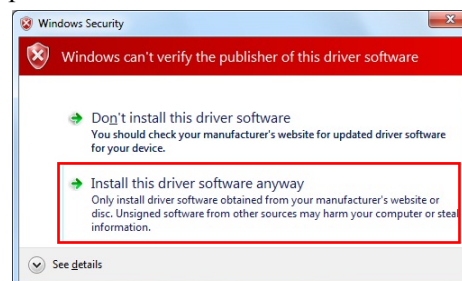 Windows Security
Windows can't verify the publisher of this driver software
Don't install this driver software
You should check your manufacturer's website for updated driver software
for your device.
Install this driver software anyway
Only install driver software obtained from your manufacturer's website or
disc. Unsigned software from other sources may harm your computer or steal
information.
See details